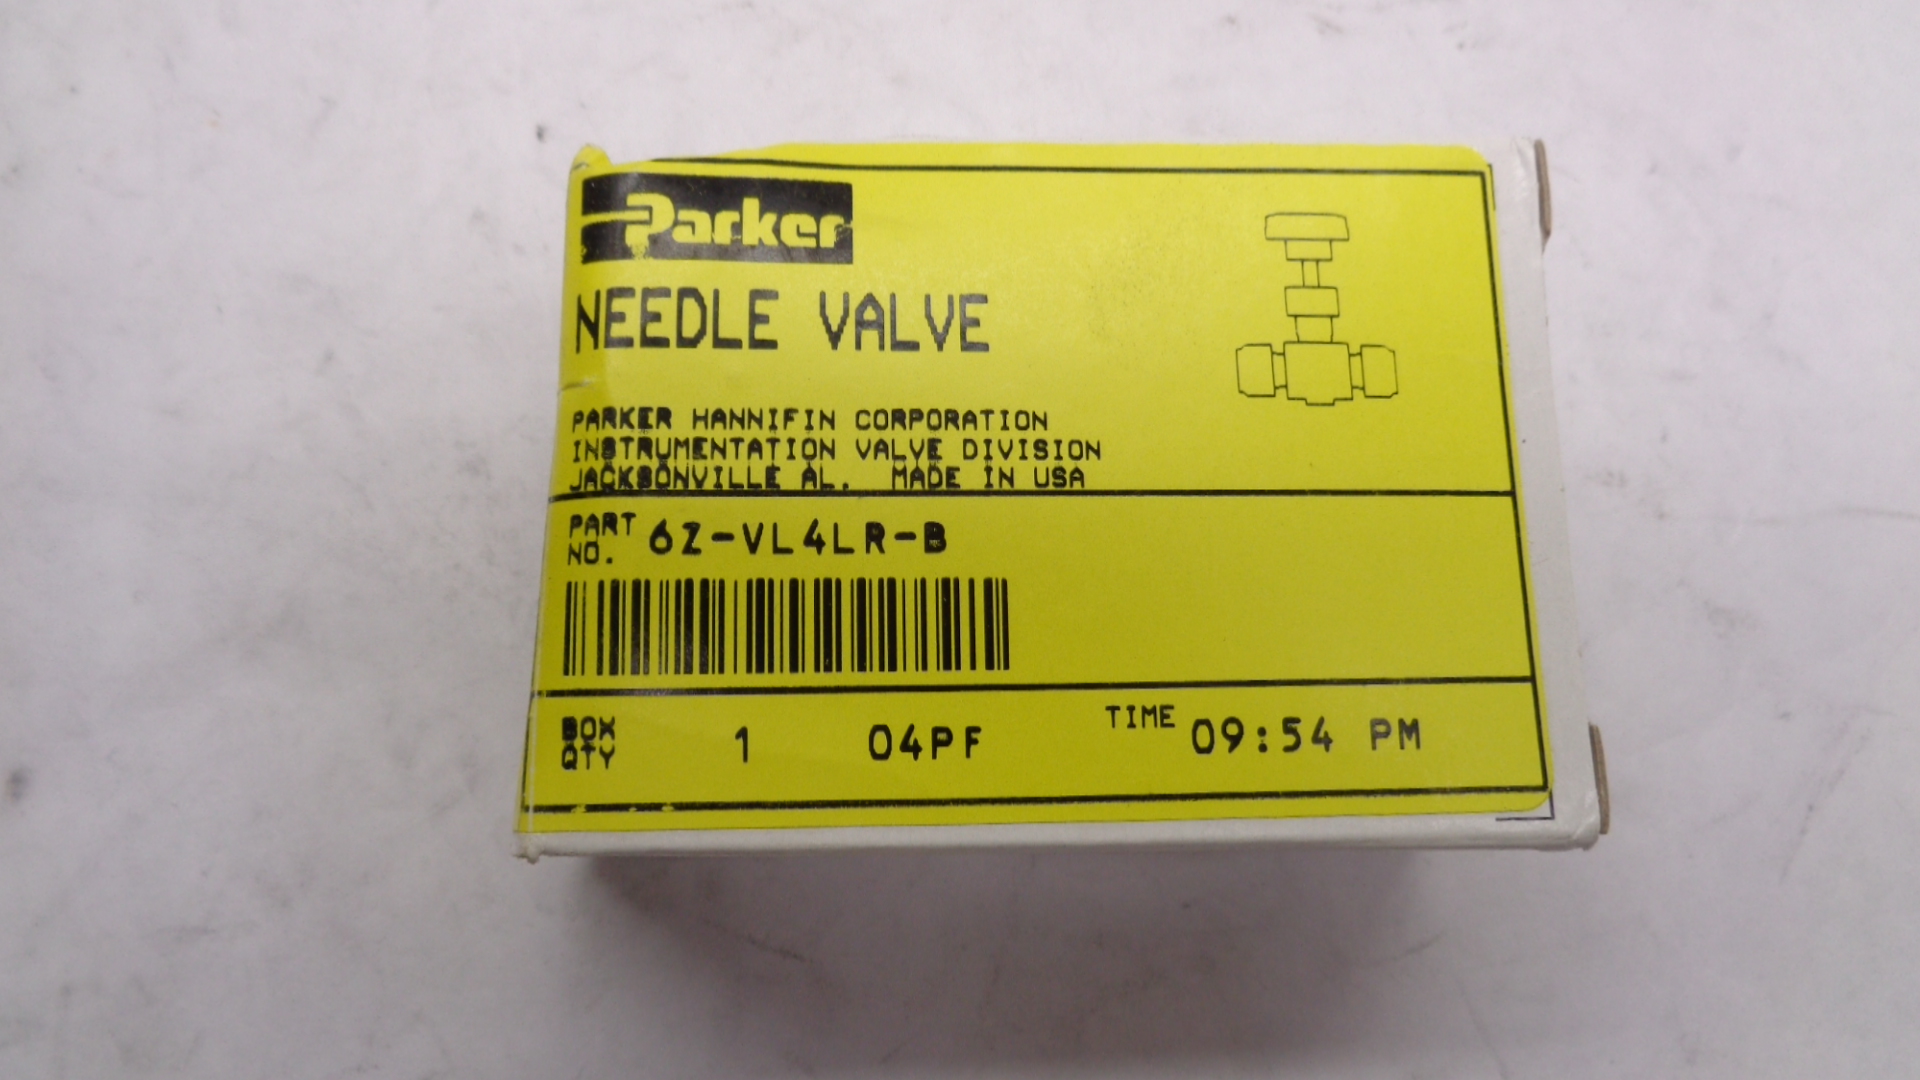 Parker
NEEDLE VALVE
PARKER HANNIFIN CORPORATION
INSTRUMENTATION VALVE DIVISION
JACKSONVILLE AL. MADE IN USA
PART NO. 6Z-VL4LR-B
BOX QTY 1 04PF TIME 09:54 PM